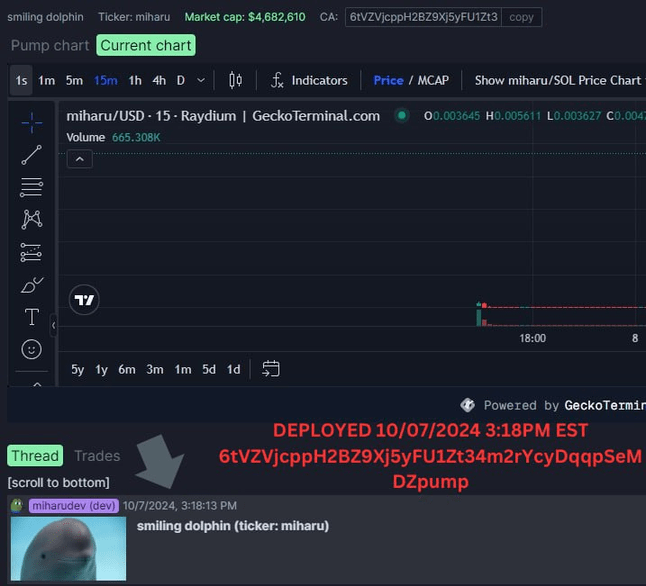 smiling dolphin Ticker: miharu Market cap: $4,682,610 CA: 6tVZVjcppH2BZ9Xj5yFU1Zt3 copy
Pump chart Current chart
1s 1m 5m 15m 1h 4h D Indicators Price / MCAP Show miharu/SOL Price Chart
miharu/USD · 15 · Raydium | GeckoTerminal.com O0.003645 H0.005611 L0.003627 C0.004
Volume 665.308K
18:00 8
5y 1y 6m 3m 1m 5d 1d
Powered by GeckoTermin
DEPLOYED 10/07/2024 3:18PM EST
6tVZVjcppH2BZ9Xj5yFU1Zt34m2rYcyDqqpSeM
DZpump
Thread Trades
[scroll to bottom]
miharudev (dev) 10/7/2024, 3:18:13 PM
smiling dolphin (ticker: miharu)